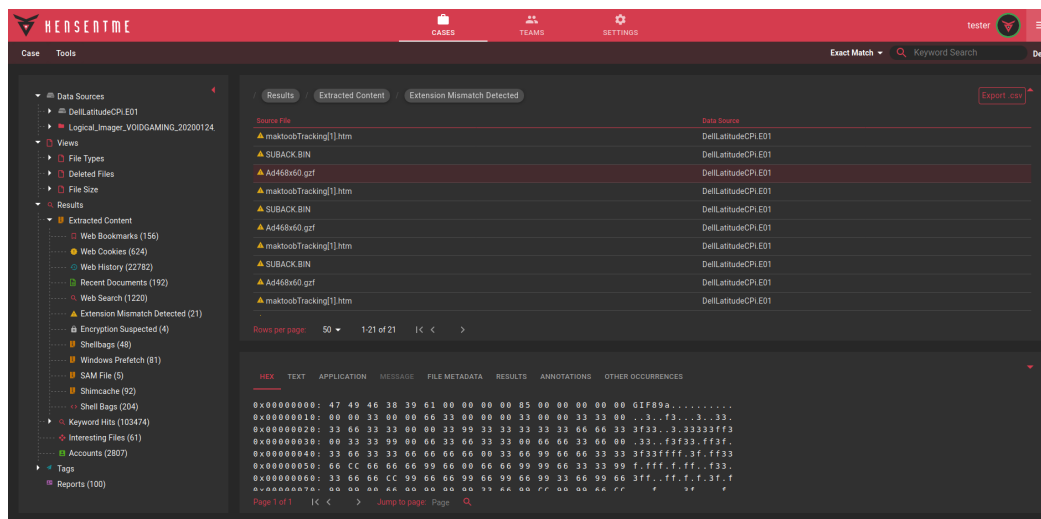 HENSENTME
CASES
TEAMS
SETTINGS
tester
Case Tools
Exact Match
Keyword Search
De
Data Sources
DellLatitudeCPi.E01
Logical_Imager_VOIDGAMING_20200124_
Views
File Types
Deleted Files
File Size
Results
Extracted Content
Web Bookmarks (156)
Web Cookies (624)
Web History (22782)
Recent Documents (192)
Web Search (1220)
Extension Mismatch Detected (21)
Encryption Suspected (4)
Shellbags (48)
Windows Prefetch (81)
SAM File (5)
Shimcache (92)
Shell Bags (204)
Keyword Hits (103474)
Interesting Files (61)
Accounts (2807)
Tags
Reports (100)
/ Results / Extracted Content / Extension Mismatch Detected
Export .csv
Source File Data Source
maktoobTracking[1].htm DellLatitudeCPi.E01
SUBACK.BIN DellLatitudeCPi.E01
Ad468x60.gzf DellLatitudeCPi.E01
maktoobTracking[1].htm DellLatitudeCPi.E01
SUBACK.BIN DellLatitudeCPi.E01
Ad468x60.gzf DellLatitudeCPi.E01
maktoobTracking[1].htm DellLatitudeCPi.E01
SUBACK.BIN DellLatitudeCPi.E01
Ad468x60.gzf DellLatitudeCPi.E01
maktoobTracking[1].htm DellLatitudeCPi.E01
Rows per page: 50 1-21 of 21
HEX TEXT APPLICATION MESSAGE FILE METADATA RESULTS ANNOTATIONS OTHER OCCURRENCES
0x00000000: 47 49 46 38 39 61 00 00 00 00 85 00 00 00 00 00 GIF89a..........
0x00000010: 00 00 33 00 00 66 33 00 00 00 33 00 00 33 33 00 ..3..f3...3..33.
0x00000020: 33 66 33 33 00 00 33 99 33 33 33 33 33 66 66 33 3f33..3.33333ff3
0x00000030: 00 33 33 99 00 66 33 66 33 33 00 66 66 33 66 00 .33..f3f33.ff3f.
0x00000040: 33 66 33 33 66 66 66 66 00 33 66 99 66 66 33 33 3f33ffff.3f.ff33
0x00000050: 66 CC 66 66 66 99 66 00 66 66 99 99 66 33 33 99 f.fff.f.ff..f33.
0x00000060: 33 66 66 CC 99 66 66 99 66 99 66 99 33 66 99 66 3ff..ff.f.f.3f.f
Page 1 of 1 Jump to page: Page